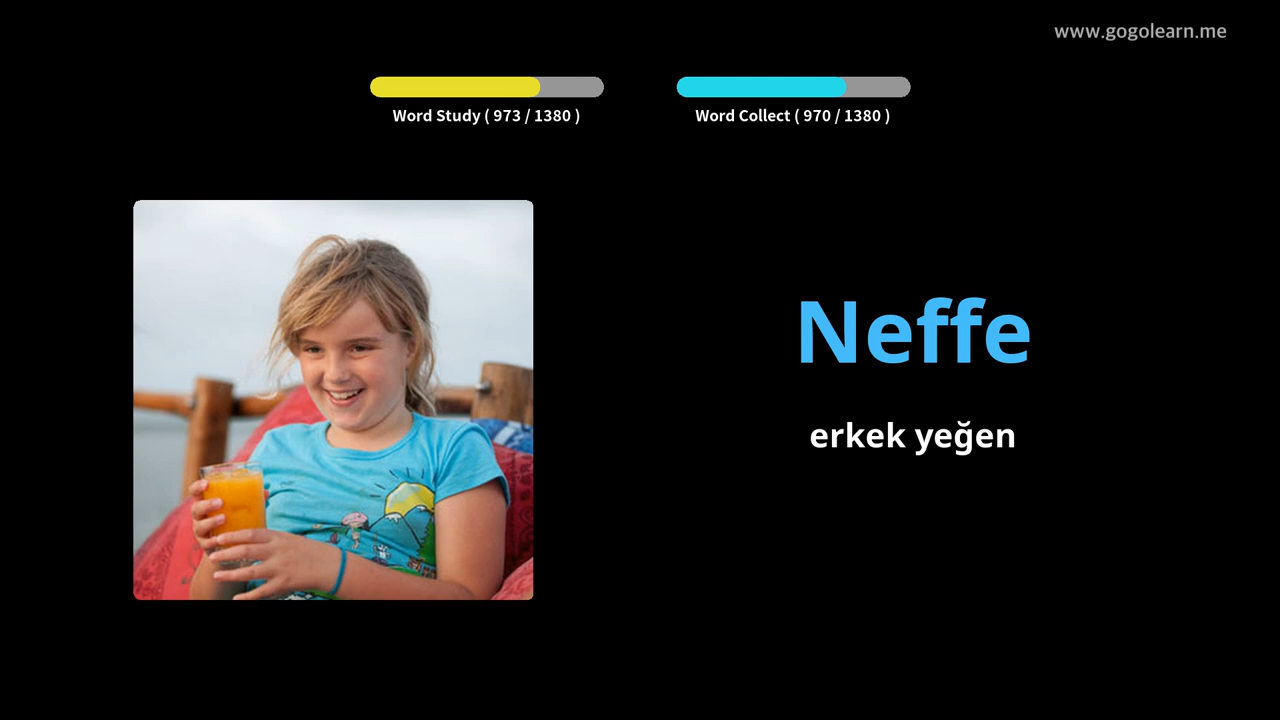 www.gogolearn.me
Word Study ( 973 / 1380 )
Word Collect ( 970 / 1380 )
Neffe
erkek yeğen